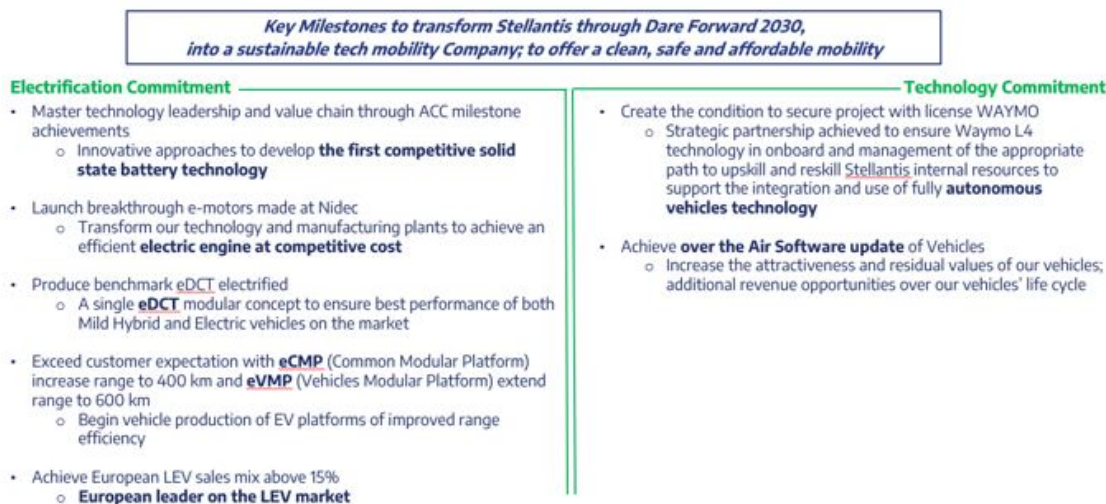 Key Milestones to transform Stellantis through Dare Forward 2030,
into a sustainable tech mobility Company; to offer a clean, safe and affordable mobility
Electrification Commitment
• Master technology leadership and value chain through ACC milestone
achievements
o Innovative approaches to develop the first competitive solid
state battery technology
• Launch breakthrough e-motors made at Nidec
o Transform our technology and manufacturing plants to achieve an
efficient electric engine at competitive cost
• Produce benchmark eDCT electrified
o A single eDCT modular concept to ensure best performance of both
Mild Hybrid and Electric vehicles on the market
• Exceed customer expectation with eCMP (Common Modular Platform)
increase range to 400 km and eVMP (Vehicles Modular Platform) extend
range to 600 km
o Begin vehicle production of EV platforms of improved range
efficiency
• Achieve European LEV sales mix above 15%
o European leader on the LEV market
Technology Commitment
• Create the condition to secure project with license WAYMO
o Strategic partnership achieved to ensure Waymo L4
technology in onboard and management of the appropriate
path to upskill and reskill Stellantis internal resources to
support the integration and use of fully autonomous
vehicles technology
• Achieve over the Air Software update of Vehicles
o Increase the attractiveness and residual values of our vehicles;
additional revenue opportunities over our vehicles' life cycle